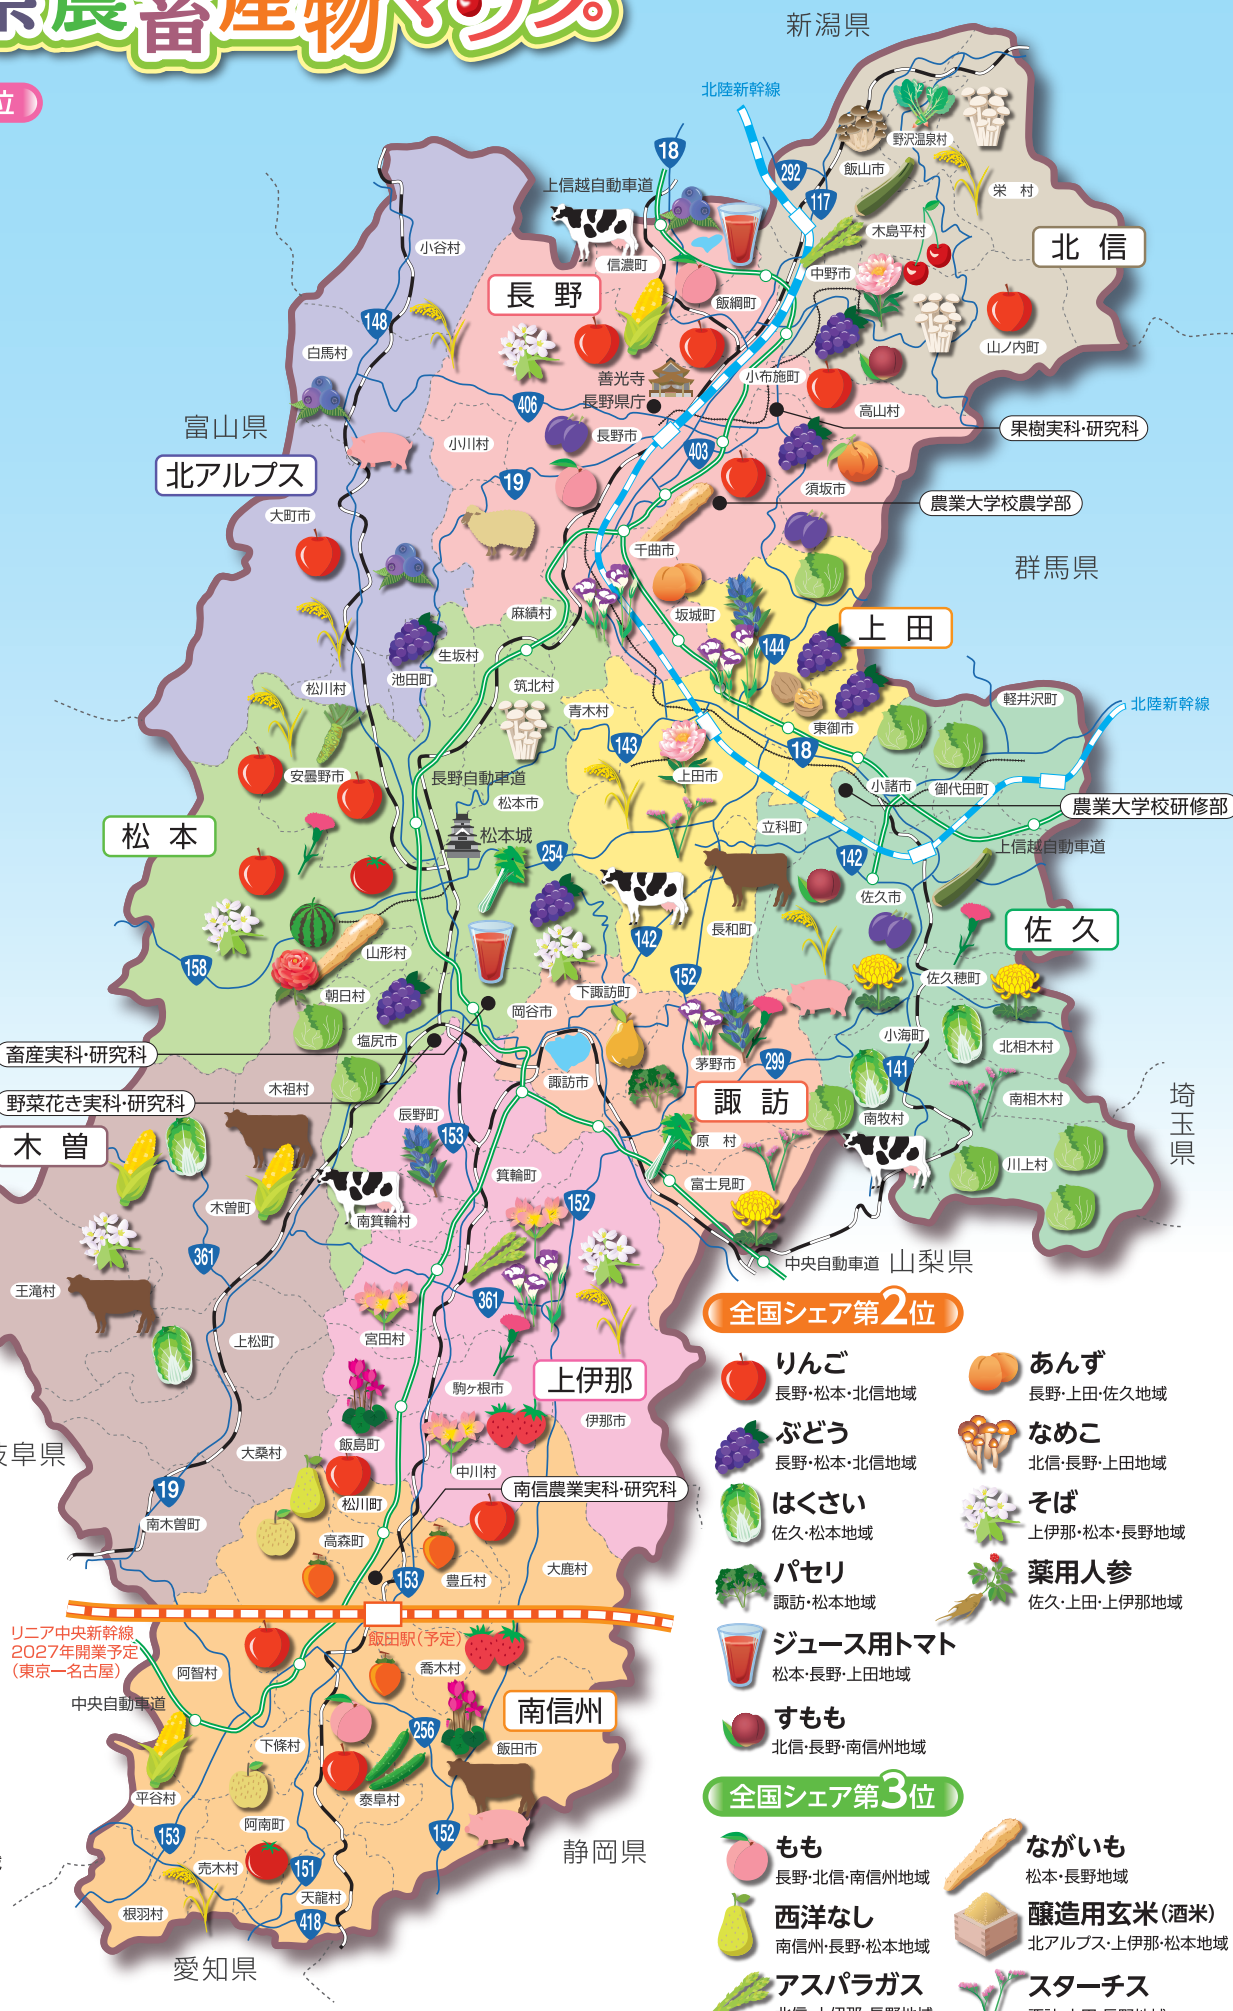 県農畜産物マップ
位
新潟県
北陸新幹線
18
292
117
上信越自動車道
野沢温泉村
飯山市
栄 村
木島平村
北 信
小谷村
信濃町
中野市
長 野
飯綱町
148
山ノ内町
白馬村
善光寺
小布施町
長野県庁
406
高山村
富山県
小川村
長野市
果樹実科・研究科
403
北アルプス
19
須坂市
農業大学校農学部
大町市
千曲市
群馬県
麻績村
坂城町
上 田
144
生坂村
池田町
松川村
筑北村
軽井沢町
北陸新幹線
青木村
東御市
143
18
安曇野市
長野自動車道
上田市
小諸市
御代田町
松本市
農業大学校研修部
松 本
松本城
立科町
254
142
上信越自動車道
佐久市
長和町
佐 久
142
山形村
158
152
佐久穂町
朝日村
下諏訪町
岡谷市
塩尻市
小海町
畜産実科・研究科
茅野市
北相木村
299
141
諏訪市
木祖村
野菜花き実科・研究科
諏 訪
南相木村
埼玉県
辰野町
南牧村
153
木 曽
原 村
川上村
箕輪町
富士見町
木曽町
152
南箕輪村
361
中央自動車道
山梨県
王滝村
361
上松町
宮田村
全国シェア第2位
りんご
長野・松本・北信地域
あんず
長野・上田・佐久地域
駒ヶ根市
上伊那
伊那市
ぶどう
長野・松本・北信地域
なめこ
北信・長野・上田地域
飯島町
大桑村
岐阜県
中川村
19
南信農業実科・研究科
はくさい
佐久・松本地域
そば
上伊那・松本・長野地域
松川町
南木曽町
高森町
大鹿村
153
豊丘村
パセリ
諏訪・松本地域
薬用人参
佐久・上田・上伊那地域
リニア中央新幹線
2027年開業予定
(東京ー名古屋)
飯田駅(予定)
ジュース用トマト
松本・長野・上田地域
阿智村
喬木村
中央自動車道
南信州
すもも
北信・長野・南信州地域
256
下條村
飯田市
平谷村
泰阜村
全国シェア第3位
阿南町
153
152
静岡県
もも
長野・北信・南信州地域
ながいも
松本・長野地域
売木村
151
天龍村
根羽村
418
西洋なし
南信州・長野・松本地域
醸造用玄米(酒米)
北アルプス・上伊那・松本地域
愛知県
アスパラガス
北信・上伊那・長野地域
スターチス